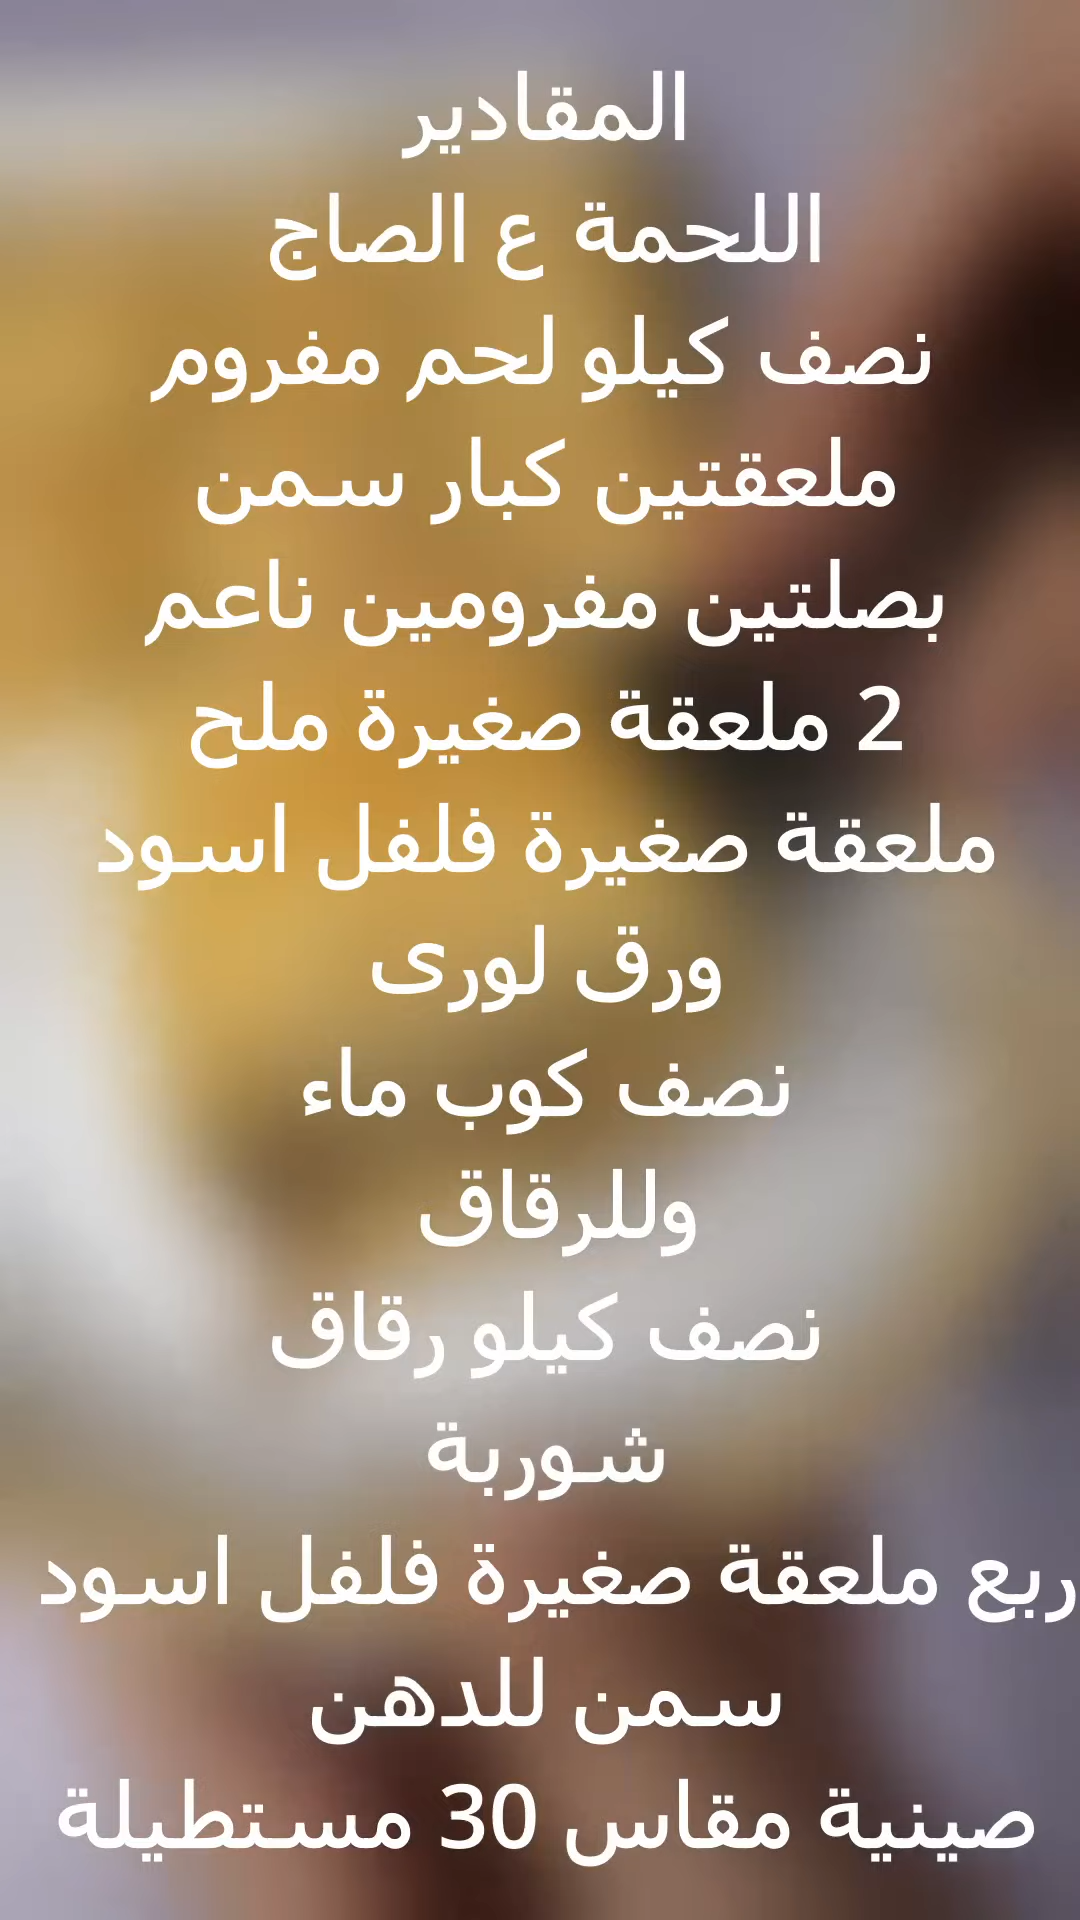 المقادير
اللحمة ع الصاج
نصف كيلو لحم مفروم
ملعقتين كبار سمن
بصلتين مفرومين ناعم
2 ملعقة صغيرة ملح
ملعقة صغيرة فلفل اسود
ورق لورى
نصف كوب ماء
وللرقاق
نصف كيلو رقاق
شوربة
ربع ملعقة صغيرة فلفل اسود
سمن للدهن
صينية مقاس 30 مستطيلة